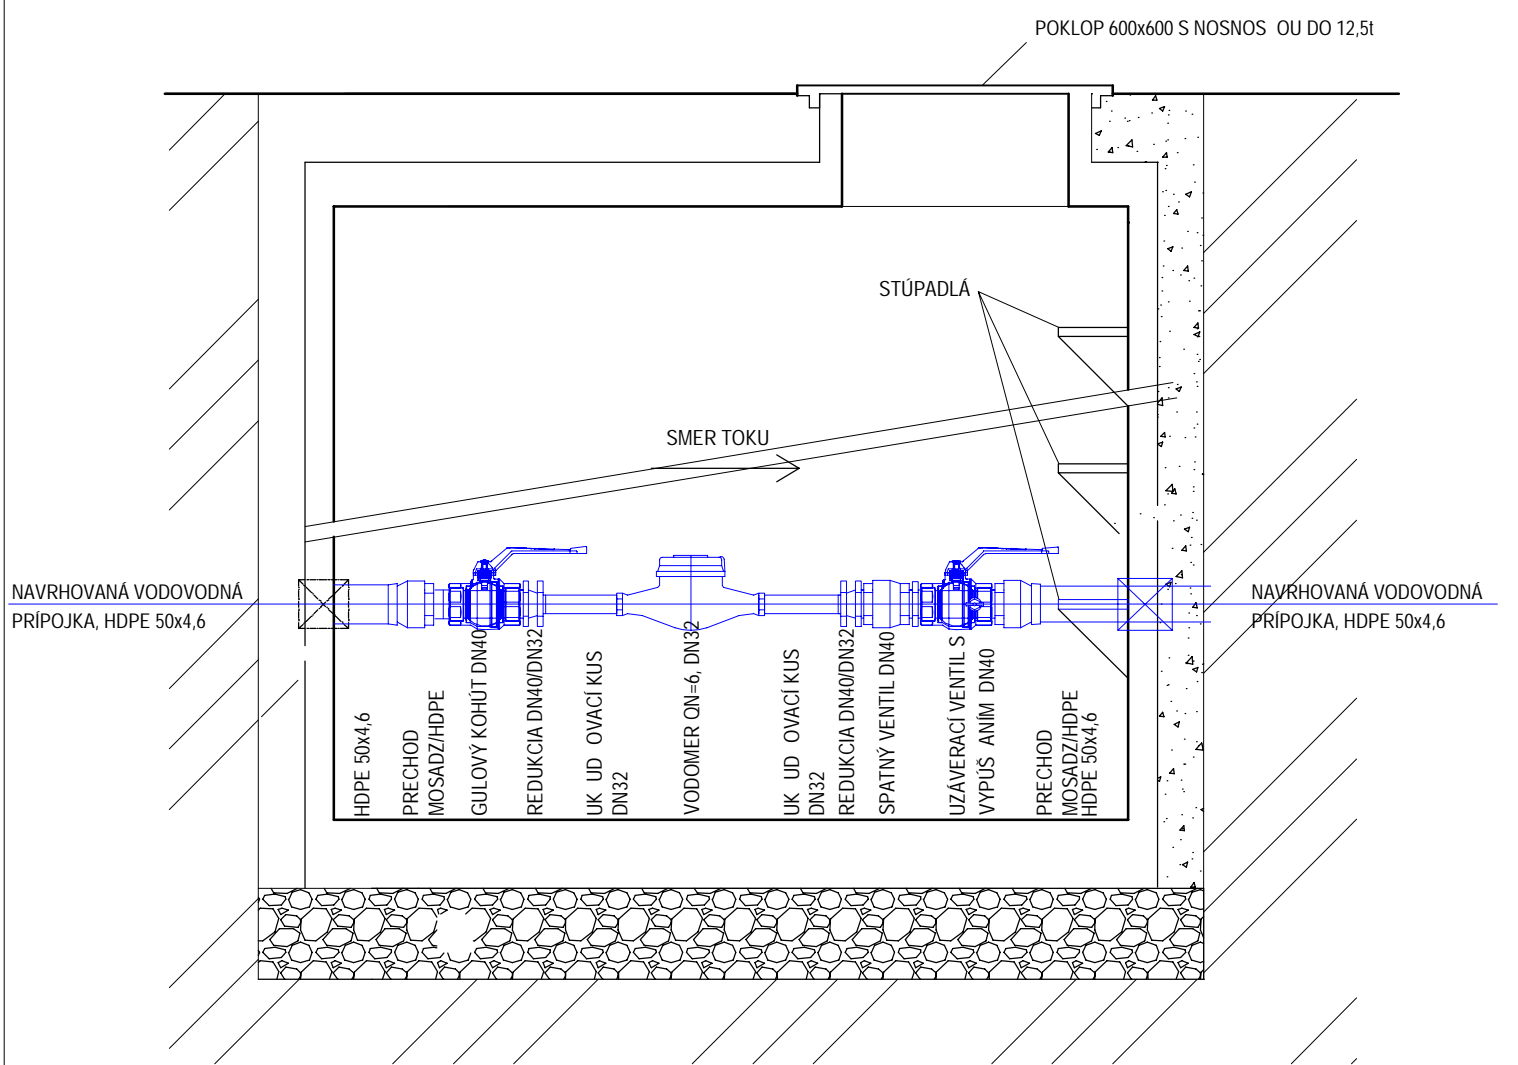 POKLOP 600x600 S NOSNOS OU DO 12,5t
STÚPADLÁ
SMER TOKU
NAVRHOVANÁ VODOVODNÁ
PRÍPOJKA, HDPE 50x4,6
NAVRHOVANÁ VODOVODNÁ
PRÍPOJKA, HDPE 50x4,6
HDPE 50x4,6
PRECHOD
MOSADZ/HDPE
GULOVÝ KOHÚT DN40
REDUKCIA DN40/DN32
UK UD OVACÍ KUS
DN32
VODOMER QN=6, DN32
UK UD OVACÍ KUS
DN32
REDUKCIA DN40/DN32
SPATNÝ VENTIL DN40
UZÁVERACÍ VENTIL S
VYPÚŠ ANÍM DN40
PRECHOD
MOSADZ/HDPE
HDPE 50x4,6